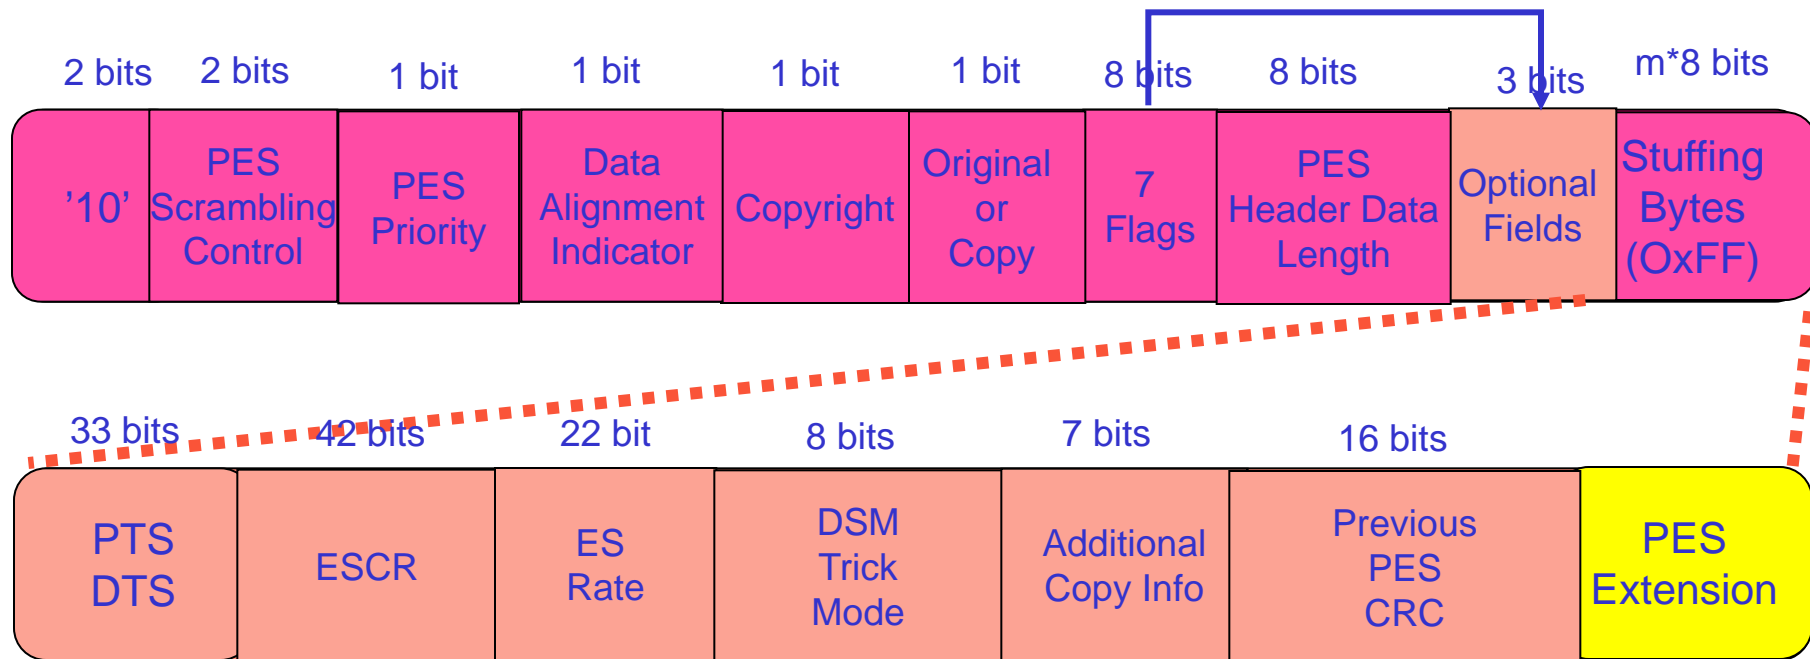 2 bits
2 bits
1 bit
1 bit
1 bit
1 bit
8 bits
8 bits
3 bits
m*8 bits
’10’
PES
Scrambling
Control
PES
Priority
Data
Alignment
Indicator
Copyright
Original
or
Copy
7
Flags
PES
Header Data
Length
Optional
Fields
Stuffing
Bytes
(OxFF)
33 bits
42 bits
22 bit
8 bits
7 bits
16 bits
PTS
DTS
ESCR
ES
Rate
DSM
Trick
Mode
Additional
Copy Info
Previous
PES
CRC
PES
Extension